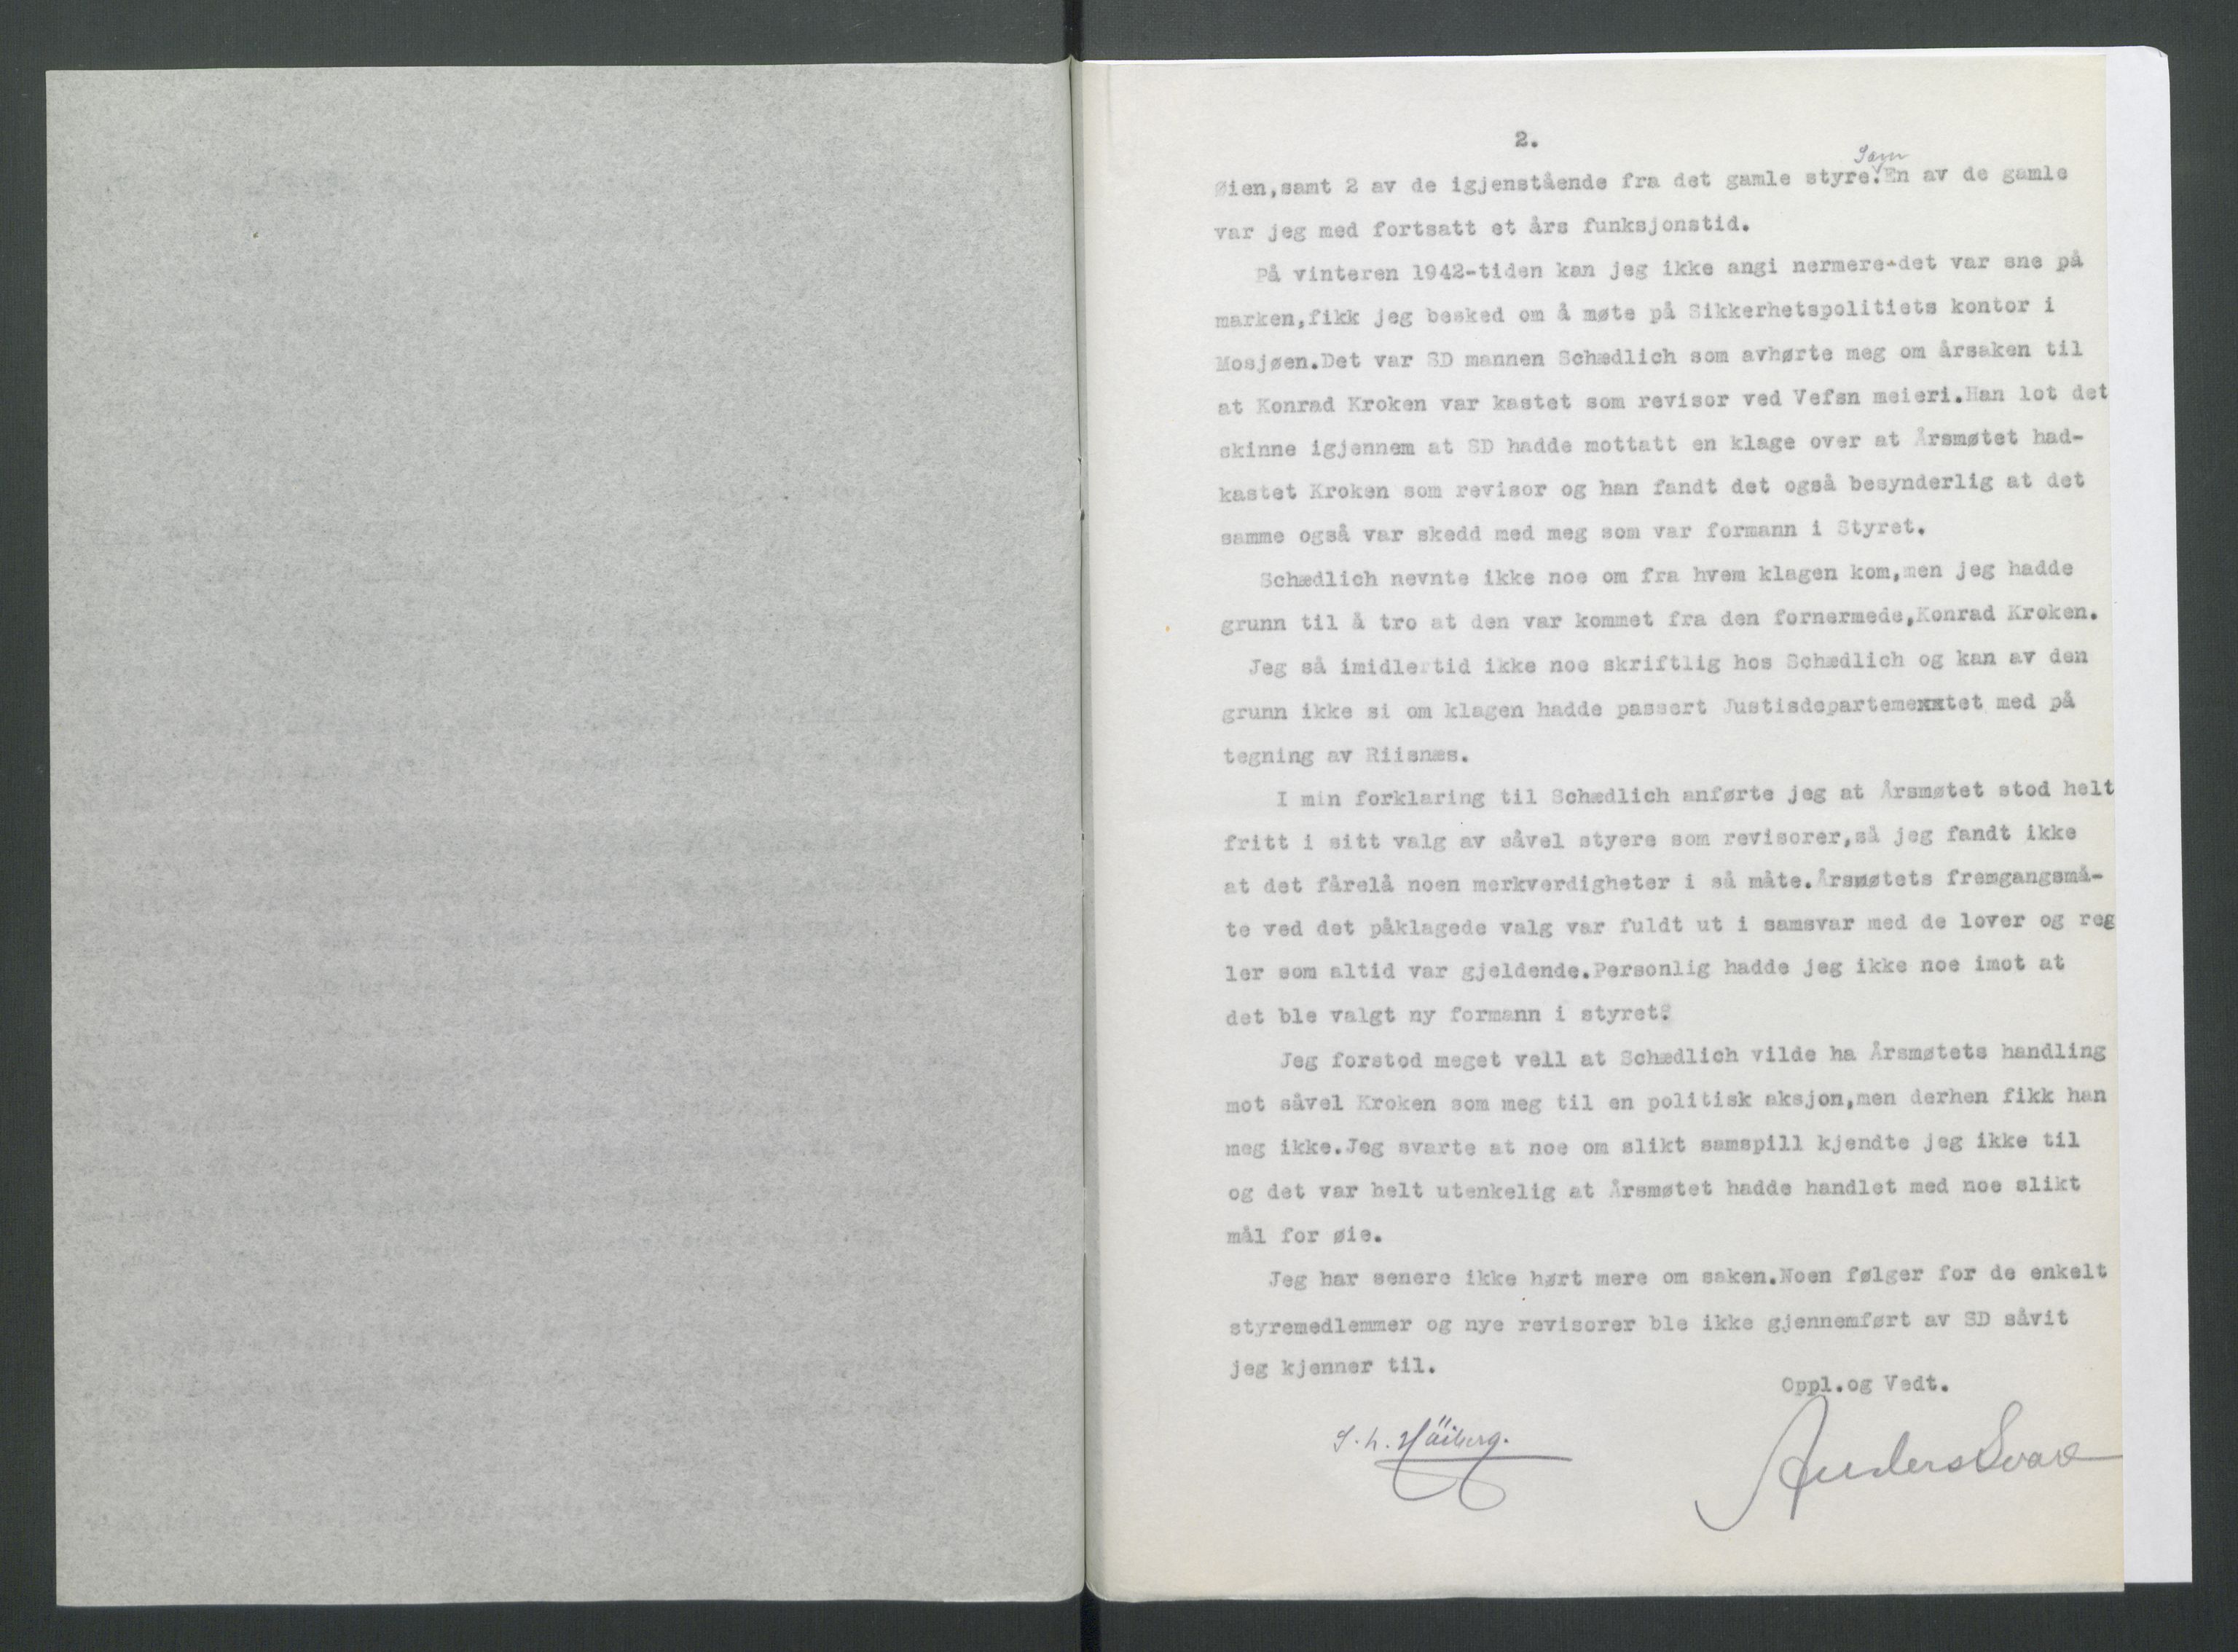 2.
Som
Øien,samt 2 av de igjenstående fra det gamle styre.En av de gamle
var jeg med fortsatt et års funksjonstid.
På vinteren 1942-tiden kan jeg ikke angi nermere-det var sne på
marken,fikk jeg besked om å møte på Sikkerhetspolitiets kontor i
Mosjøen.Det var SD mannen Schædlich som avhørte meg om årsaken til
at Konrad Kroken var kastet som revisor ved Vefsn meieri.Han lot det
skinne igjennem at SD hadde mottatt en klage over at Årsmøtet had-
kastet Kroken som revisor og han fandt det også besynderlig at det
samme også var skedd med meg som var formann i Styret.
Schædlich nevnte ikke noe om fra hvem klagen kom,men jeg hadde
grunn til å tro at den var kommet fra den fornermede,Konrad Kroken.
Jeg så imidlertid ikke noe skriftlig hos Schædlich og kan av den
grunn ikke si om klagen hadde passert Justisdepartemexxtet med på
tegning av Riisnæs.
I min forklaring til Schædlich anførte jeg at Årsmøtet stod helt
fritt i sitt valg av såvel styere som revisorer,så jeg fandt ikke
at det fårelå noen merkverdigheter i så måte.Årsmøtets fremgangsmå-
te ved det påklagede valg var fuldt ut i samsvar med de lover og reg
ler som altid var gjeldende.Personlig hadde jeg ikke noe imot at
det ble valgt ny formann i styret.
Jeg forstod meget vell at Schædlich vilde ha Årsmøtets handling
mot såvel Kroken som meg til en politisk aksjon,men derhen fikk han
meg ikke.Jeg svarte at noe om slikt samspill kjendte jeg ikke til
og det var helt utenkelig at Årsmøtet hadde handlet med noe slikt
mål for øie.
Jeg har senere ikke hørt mere om saken.Noen følger for de enkelt
styremedlemmer og nye revisorer ble ikke gjennemført av SD såvit
jeg kjenner til.
Oppl.og Vedt.
Anders Svare